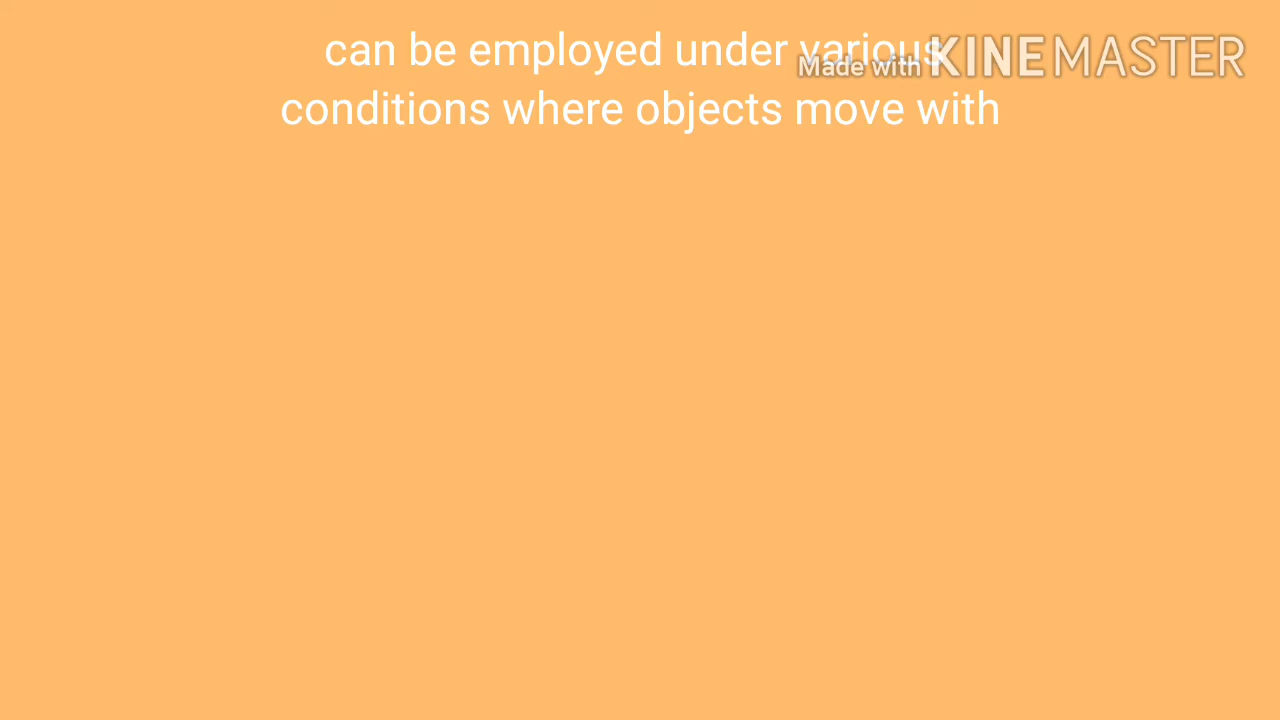 can be employed under various
Made with KINEMASTER
conditions where objects move with